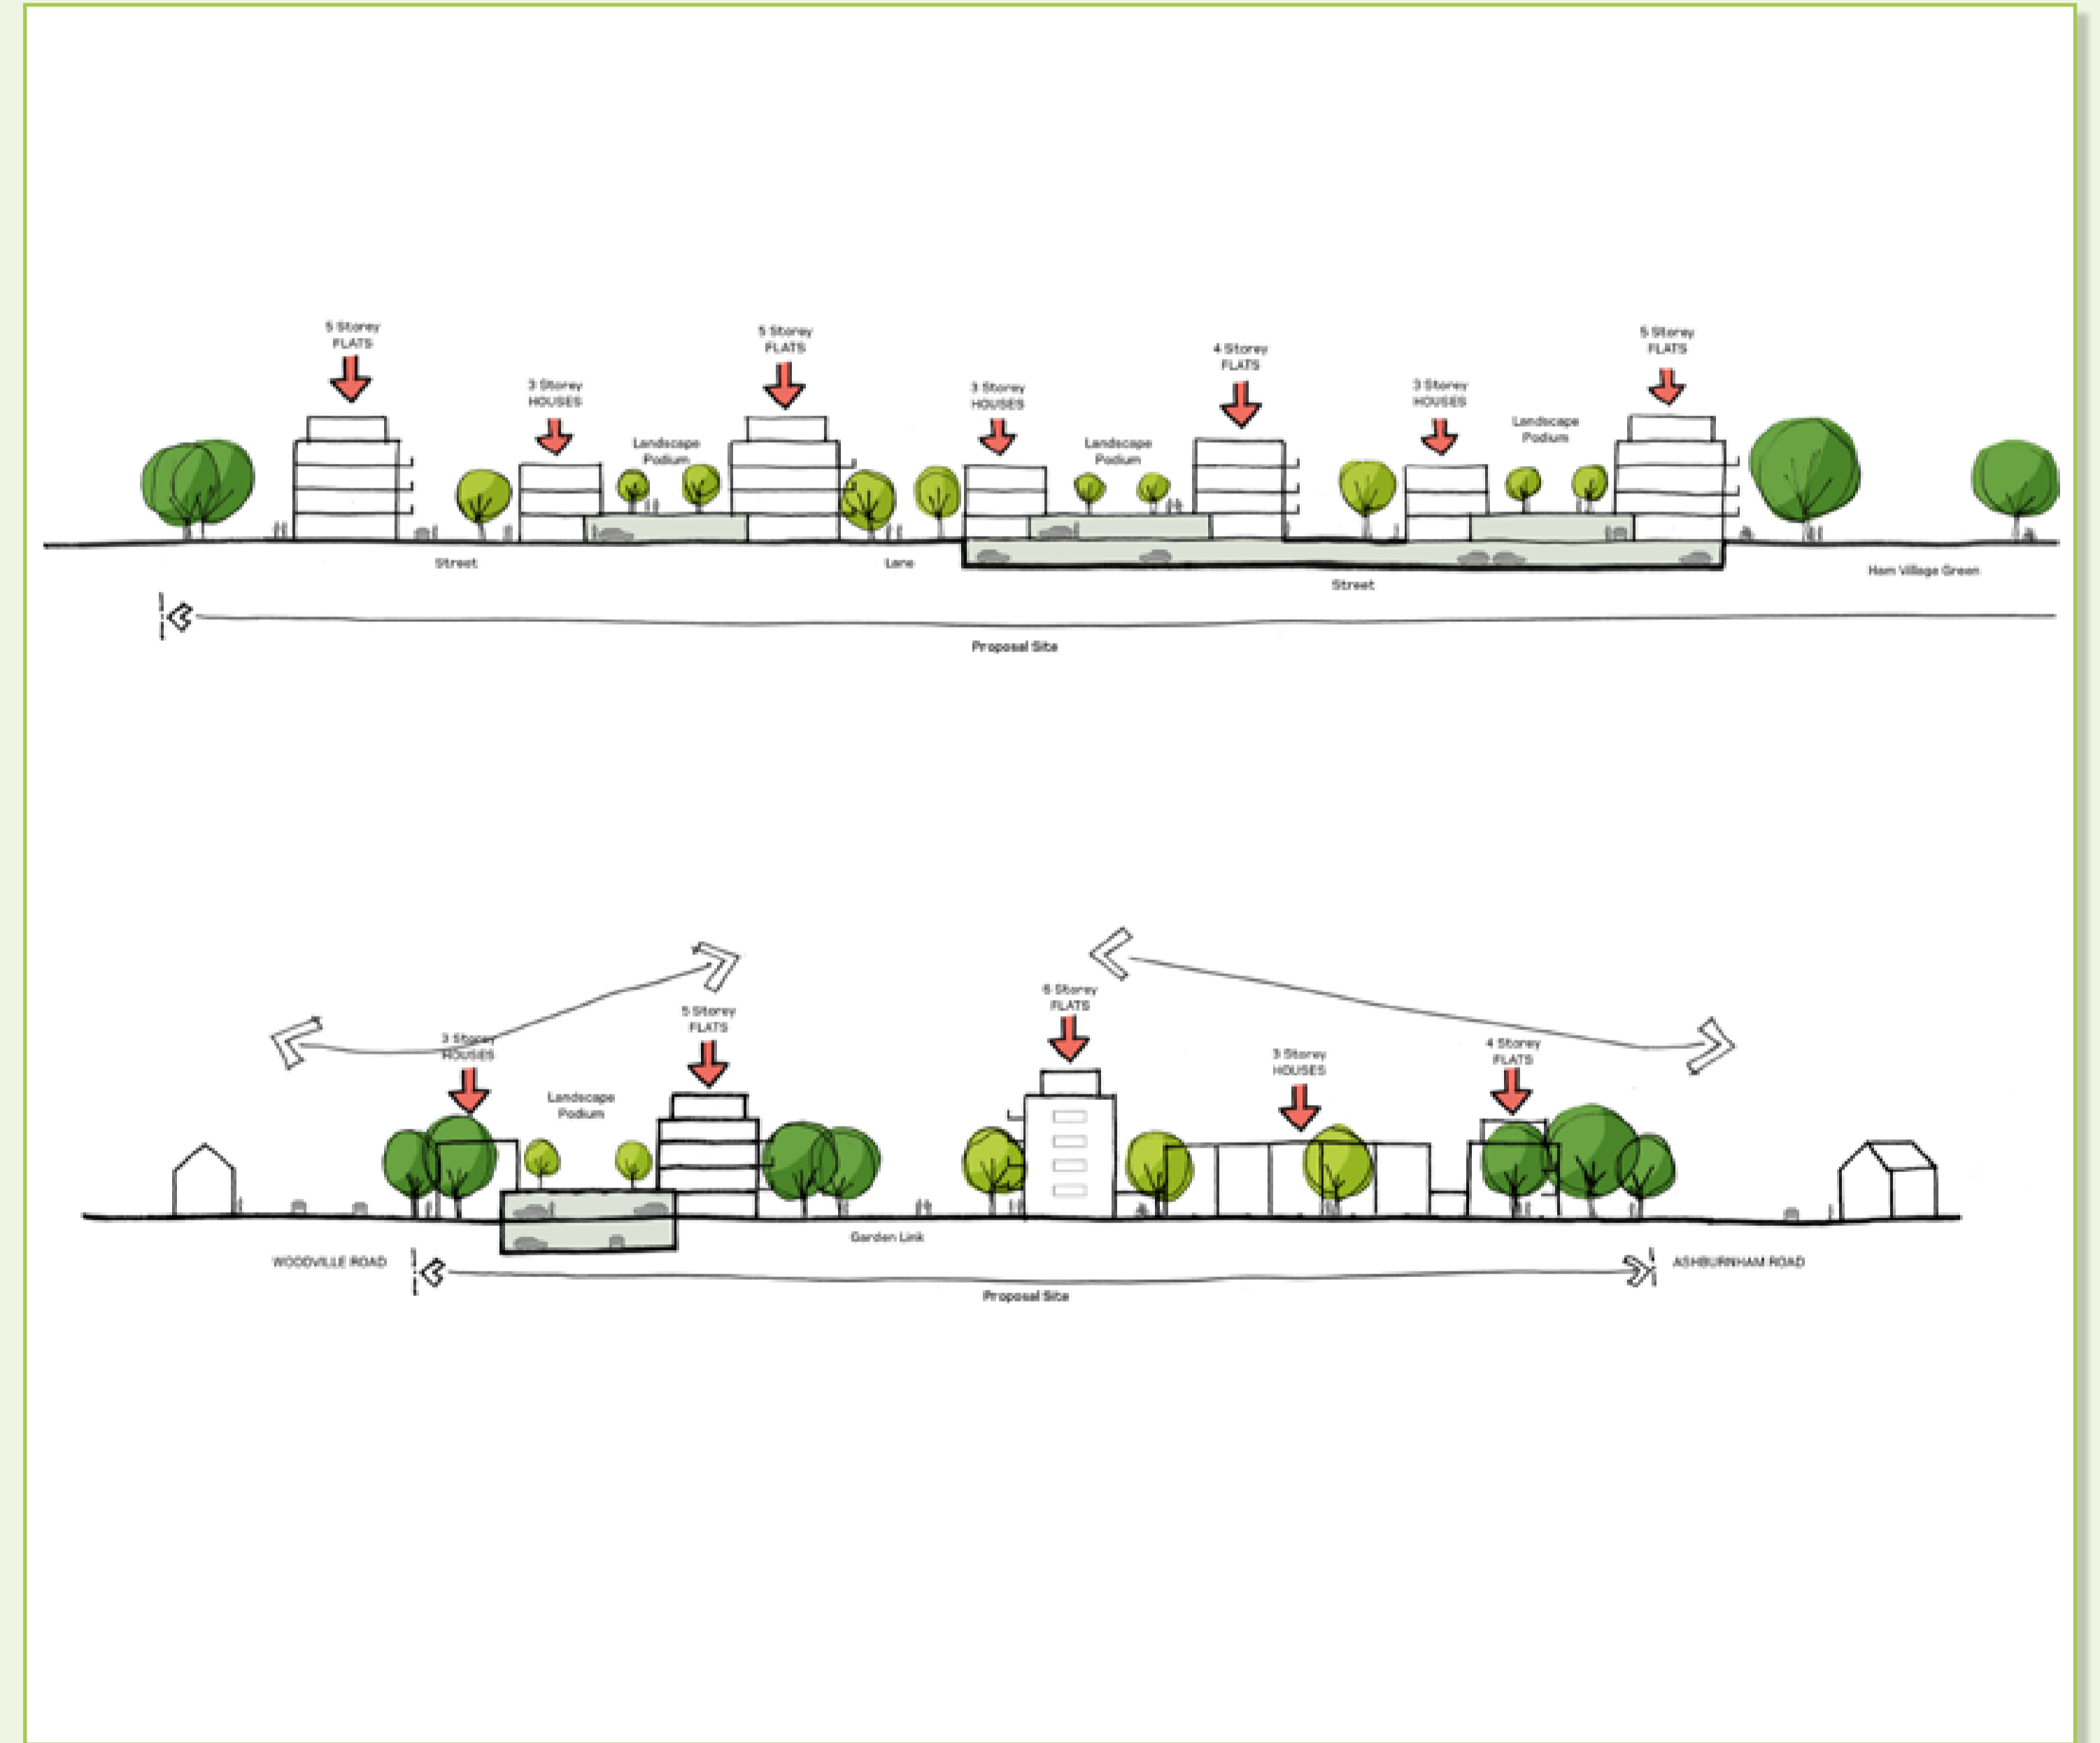 5 Storey
FLATS
3 Storey
HOUSES
Landscape
Podium
5 Storey
FLATS
3 Storey
HOUSES
Landscape
Podium
4 Storey
FLATS
3 Storey
HOUSES
Landscape
Podium
5 Storey
FLATS
Street
Lane
Street
Ham Village Green
Proposal Site
3 Storey
HOUSES
Landscape
Podium
5 Storey
FLATS
6 Storey
FLATS
3 Storey
HOUSES
4 Storey
FLATS
WOODVILLE ROAD
Garden Link
ASHBURNHAM ROAD
Proposal Site